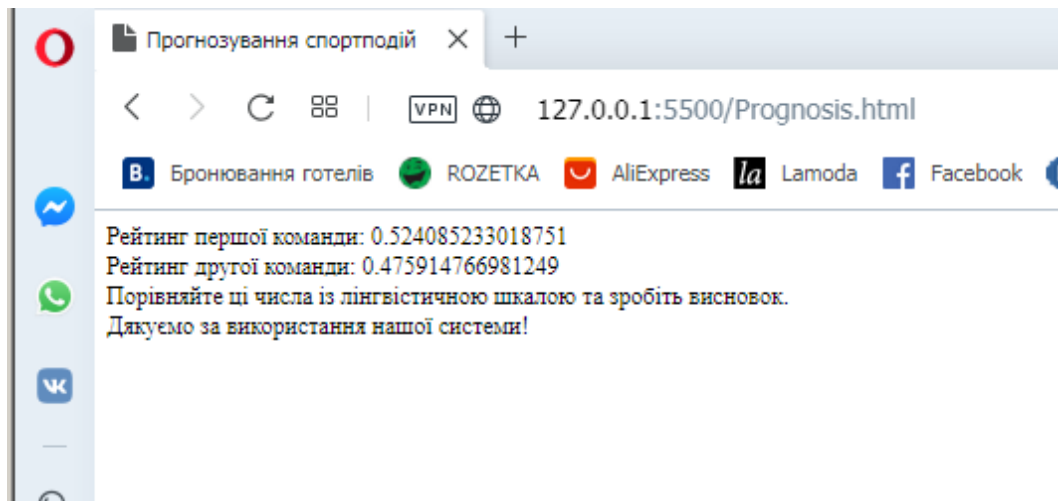 Прогнозування спортподій
VPN 127.0.0.1:5500/Prognosis.html
B. Бронювання готелів ROZETKA AliExpress la Lamoda f Facebook
Рейтинг першої команди: 0.524085233018751
Рейтинг другої команди: 0.475914766981249
Порівняйте ці числа із лінгвістичною шкалою та зробіть висновок.
Дякуємо за використання нашої системи!